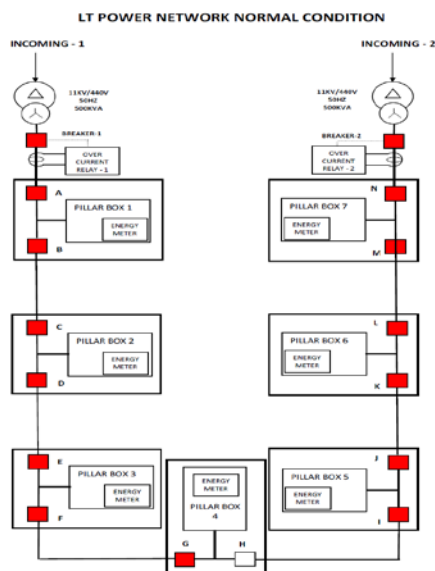 LT POWER NETWORK NORMAL CONDITION
INCOMING - 1
INCOMING - 2
11KV/440V
50HZ
500KVA
11KV/440V
50HZ
500KVA
BREAKER-1
BREAKER-2
OVER
CURRENT
RELAY - 1
OVER
CURRENT
RELAY - 2
A
PILLAR BOX 1
ENERGY
METER
B
N
PILLAR BOX 7
ENERGY
METER
M
C
PILLAR BOX 2
ENERGY
METER
D
L
PILLAR BOX 6
ENERGY
METER
K
E
PILLAR BOX 3
ENERGY
METER
F
J
PILLAR BOX 5
ENERGY
METER
I
ENERGY
METER
PILLAR BOX
4
G
H